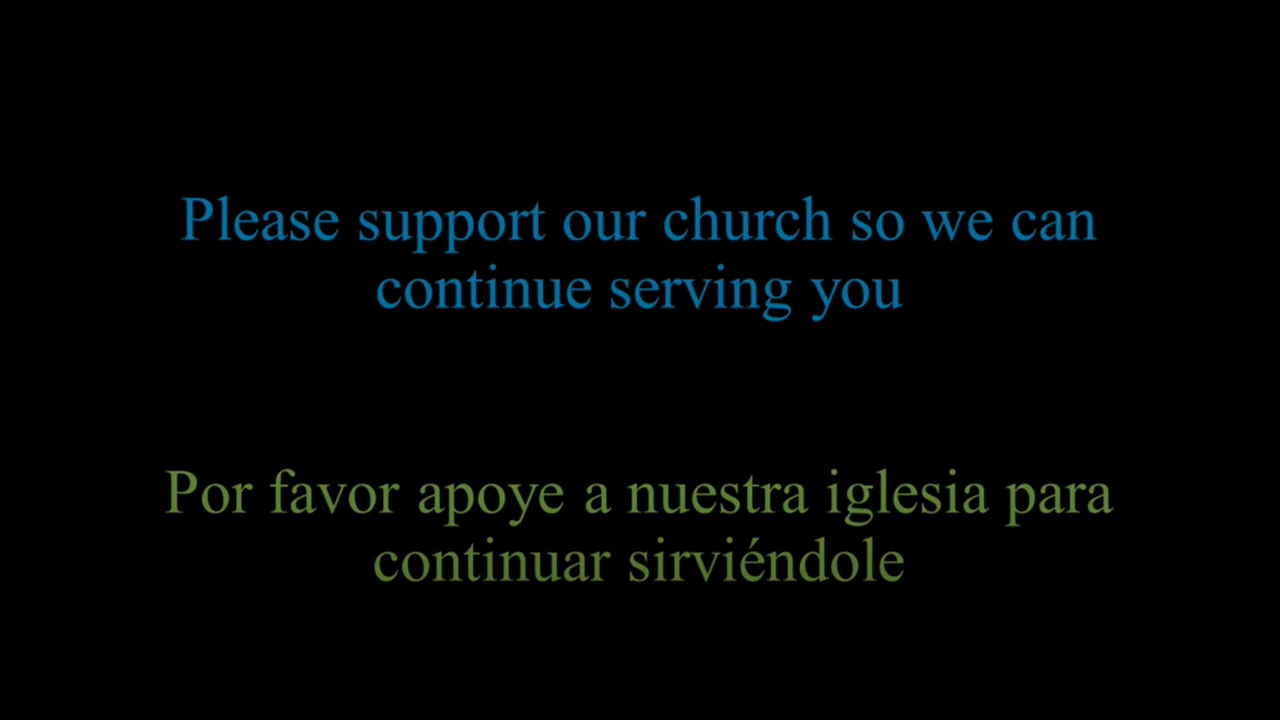 Please support our church so we can
continue serving you
Por favor apoye a nuestra iglesia para
continuar sirviéndole